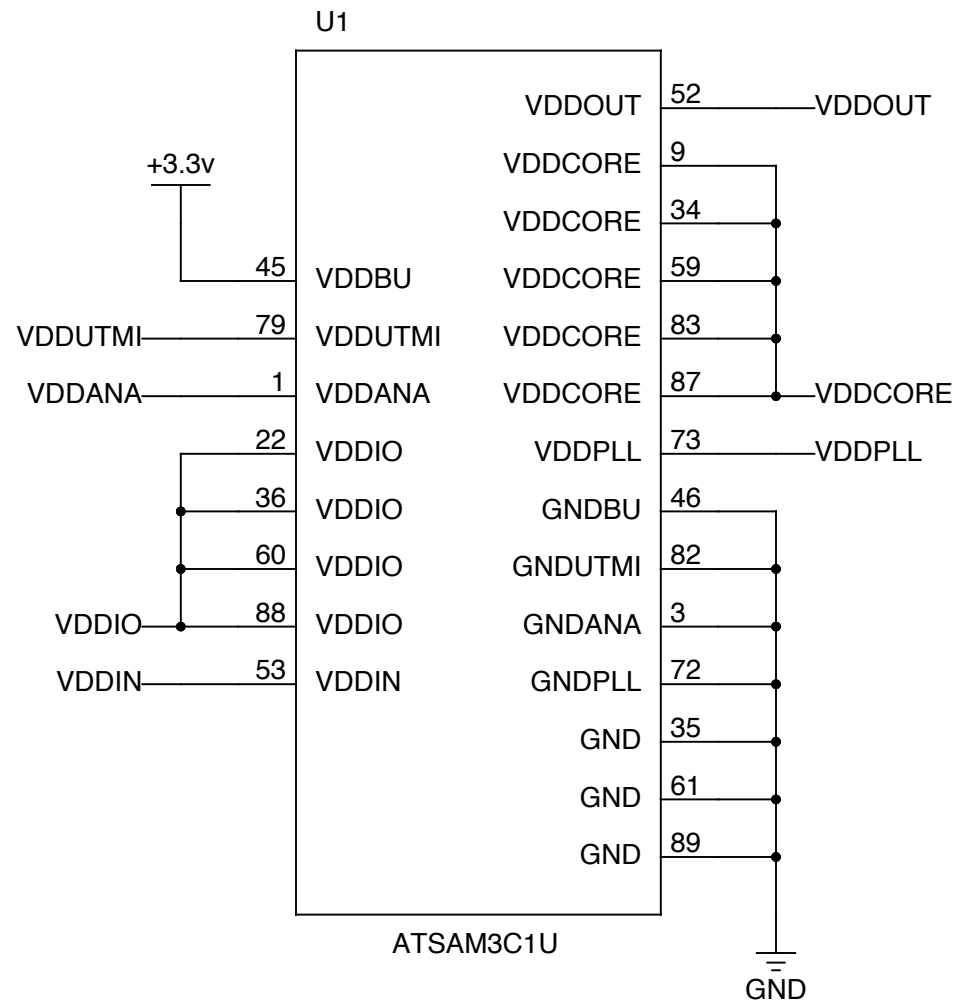 U1
VDDOUT 52 VDDOUT
VDDCORE 9
+3.3v
VDDCORE 34
45 VDDBU VDDCORE 59
VDDUTMI 79 VDDUTMI VDDCORE 83
VDDANA 1 VDDANA VDDCORE 87 VDDCORE
22 VDDIO VDDPLL 73 VDDPLL
36 VDDIO GNDBU 46
60 VDDIO GNDUTMI 82
VDDIO 88 VDDIO GNDANA 3
VDDIN 53 VDDIN GNDPLL 72
GND 35
GND 61
GND 89
ATSAM3C1U
GND